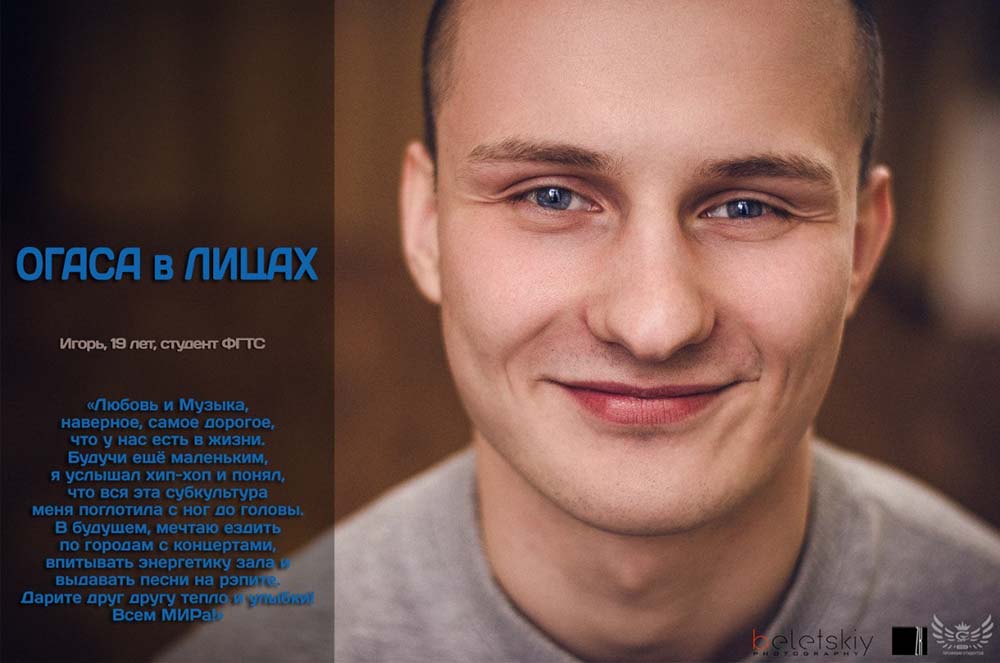 ОГАСА в ЛИЦАХ
Игорь, 19 лет, студент ФГТС
«Любовь и Музыка,
наверное, самое дорогое,
что у нас есть в жизни.
Будучи ещё маленьким,
я услышал хип-хоп и понял,
что вся эта субкультура
меня поглотила с ног до головы.
В будущем, мечтаю ездить
по городам с концертами,
впитывать энергетику зала и
выдавать песни на рэпите.
Дарите друг другу тепло и улыбки!
Всем МИРа!»
beletskiy
PHOTOGRAPHY